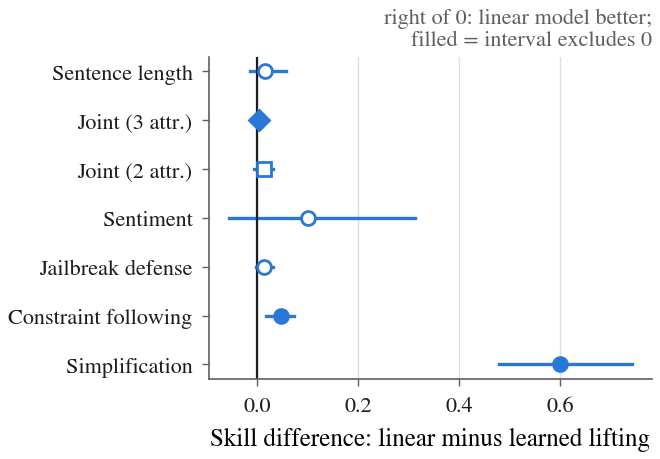 right of 0: linear model better;
filled = interval excludes 0
Sentence length
Joint (3 attr.)
Joint (2 attr.)
Sentiment
Jailbreak defense
Constraint following
Simplification
0.0 0.2 0.4 0.6
Skill difference: linear minus learned lifting